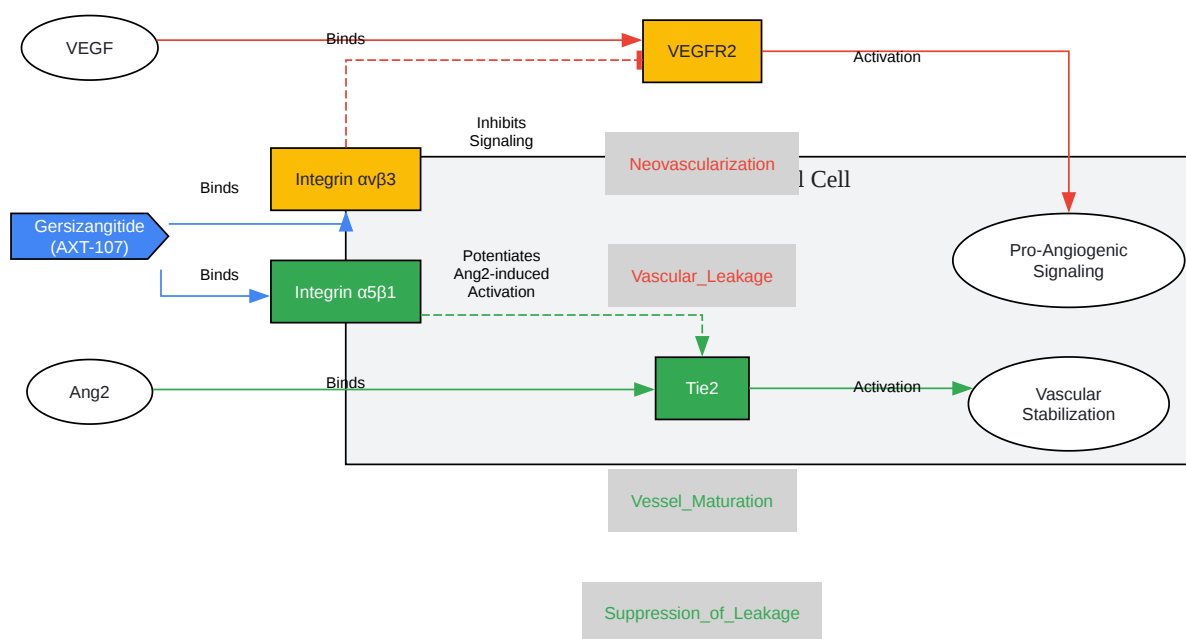 VEGF
Binds
VEGFR2
Activation
Inhibits
Signaling
Neovascularization
l Cell
Integrin αvβ3
Binds
Gersizangitide
(AXT-107)
Pro-Angiogenic
Signaling
Potentiates
Ang2-induced
Activation
Vascular_Leakage
Binds
Integrin α5β1
Ang2
Binds
Tie2
Activation
Vascular
Stabilization
Vessel_Maturation
Suppression_of_Leakage